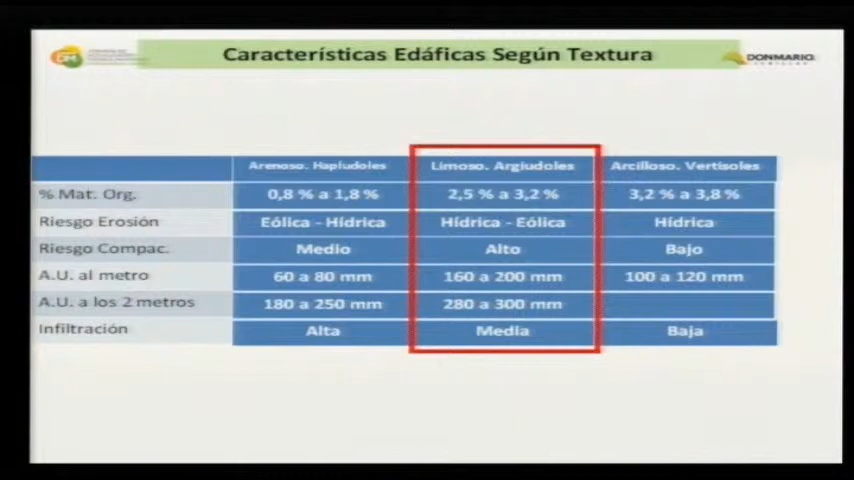 Características Edáficas Según Textura
DM
DONMARIO
Arenoso. Hapludoles Limoso. Argiudoles Arcilloso. Vertisoles
% Mat. Org. 0,8 % a 1,8 % 2,5 % a 3,2 % 3,2 % a 3,8 %
Riesgo Erosión Eólica - Hídrica Hídrica - Eólica Hídrica
Riesgo Compac. Medio Alto Bajo
A.U. al metro 60 a 80 mm 160 a 200 mm 100 a 120 mm
A.U. a los 2 metros 180 a 250 mm 280 a 300 mm
Infiltración Alta Media Baja